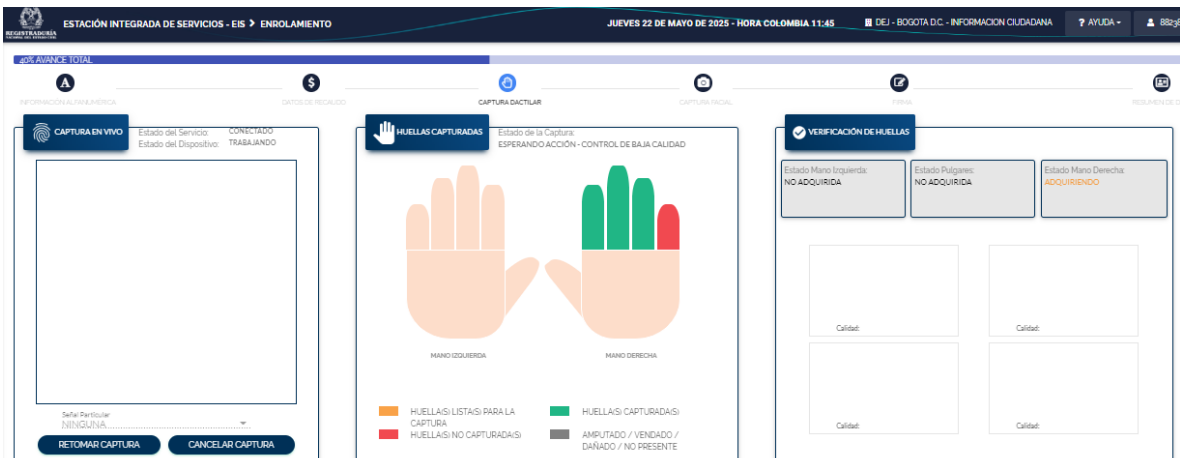 REGISTRADURÍA
ESTACIÓN INTEGRADA DE SERVICIOS - EIS > ENROLAMIENTO
JUEVES 22 DE MAYO DE 2025 - HORA COLOMBIA 11:45
DEJ - BOGOTA D.C. - INFORMACION CIUDADANA
? AYUDA
8823
40% AVANCE TOTAL
INFORMACIÓN ALFANUMÉRICA
DATOS DE RECAUDO
CAPTURA DACTILAR
CAPTURA FACIAL
FIRMA
RESUMEN DE D
CAPTURA EN VIVO
Estado del Servicio: CONECTADO
Estado del Dispositivo: TRABAJANDO
Señal Particular
NINGUNA
RETOMAR CAPTURA
CANCELAR CAPTURA
HUELLAS CAPTURADAS
Estado de la Captura:
ESPERANDO ACCIÓN - CONTROL DE BAJA CALIDAD
MANO IZQUIERDA
MANO DERECHA
HUELLA(S) LISTA(S) PARA LA
CAPTURA
HUELLA(S) NO CAPTURADA(S)
HUELLA(S) CAPTURADA(S)
AMPUTADO / VENDADO /
DAÑADO / NO PRESENTE
VERIFICACIÓN DE HUELLAS
Estado Mano Izquierda:
NO ADQUIRIDA
Estado Pulgares:
NO ADQUIRIDA
Estado Mano Derecha:
ADQUIRIENDO
Calidad:
Calidad:
Calidad:
Calidad: